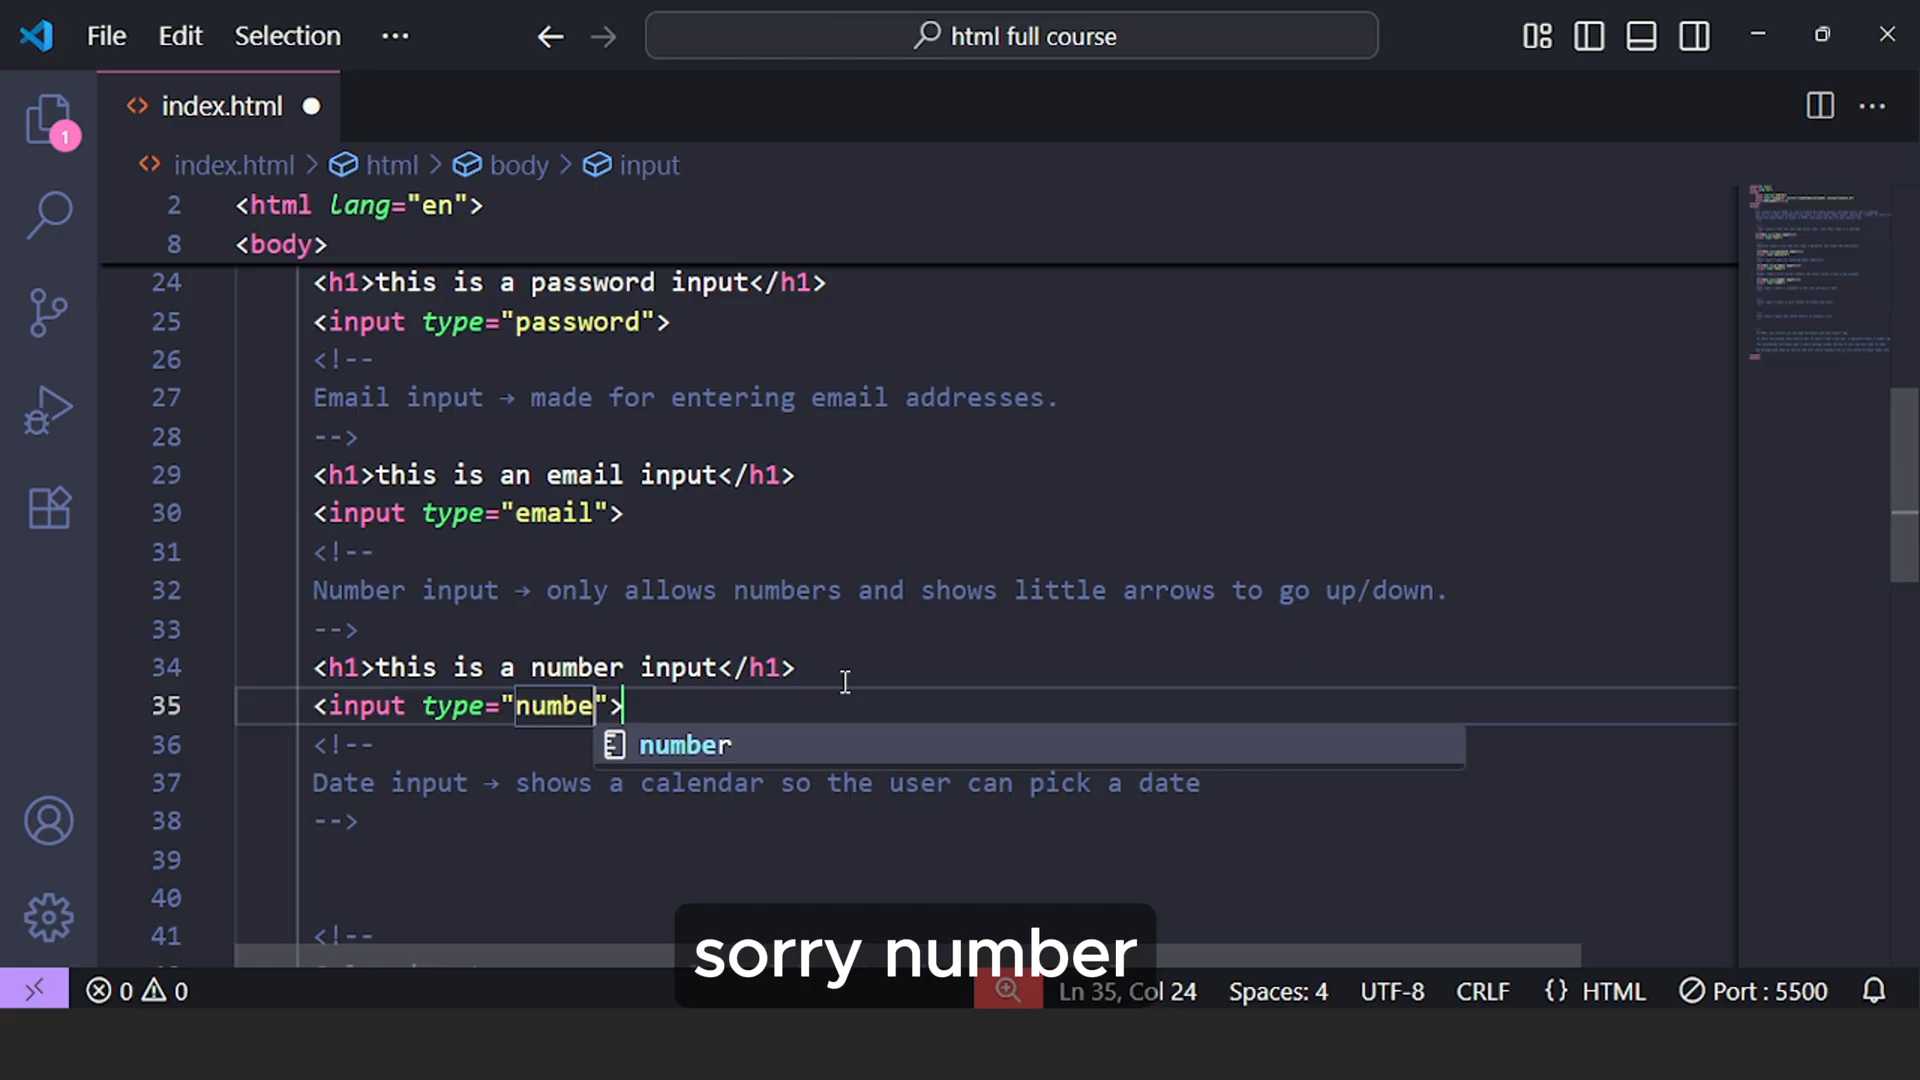 File Edit Selection ... html full course
index.html
index.html > html > body > input
2 <html lang="en">
8 <body>
24 <h1>this is a password input</h1>
25 <input type="password">
26 <!--
27 Email input → made for entering email addresses.
28 -->
29 <h1>this is an email input</h1>
30 <input type="email">
31 <!--
32 Number input → only allows numbers and shows little arrows to go up/down.
33 -->
34 <h1>this is a number input</h1>
35 <input type="numbe">
36 <!--
number
37 Date input → shows a calendar so the user can pick a date
38 -->
39
40
41 <!--
sorry number
0 0 Ln 35, Col 24 Spaces: 4 UTF-8 CRLF {} HTML Port : 5500
1